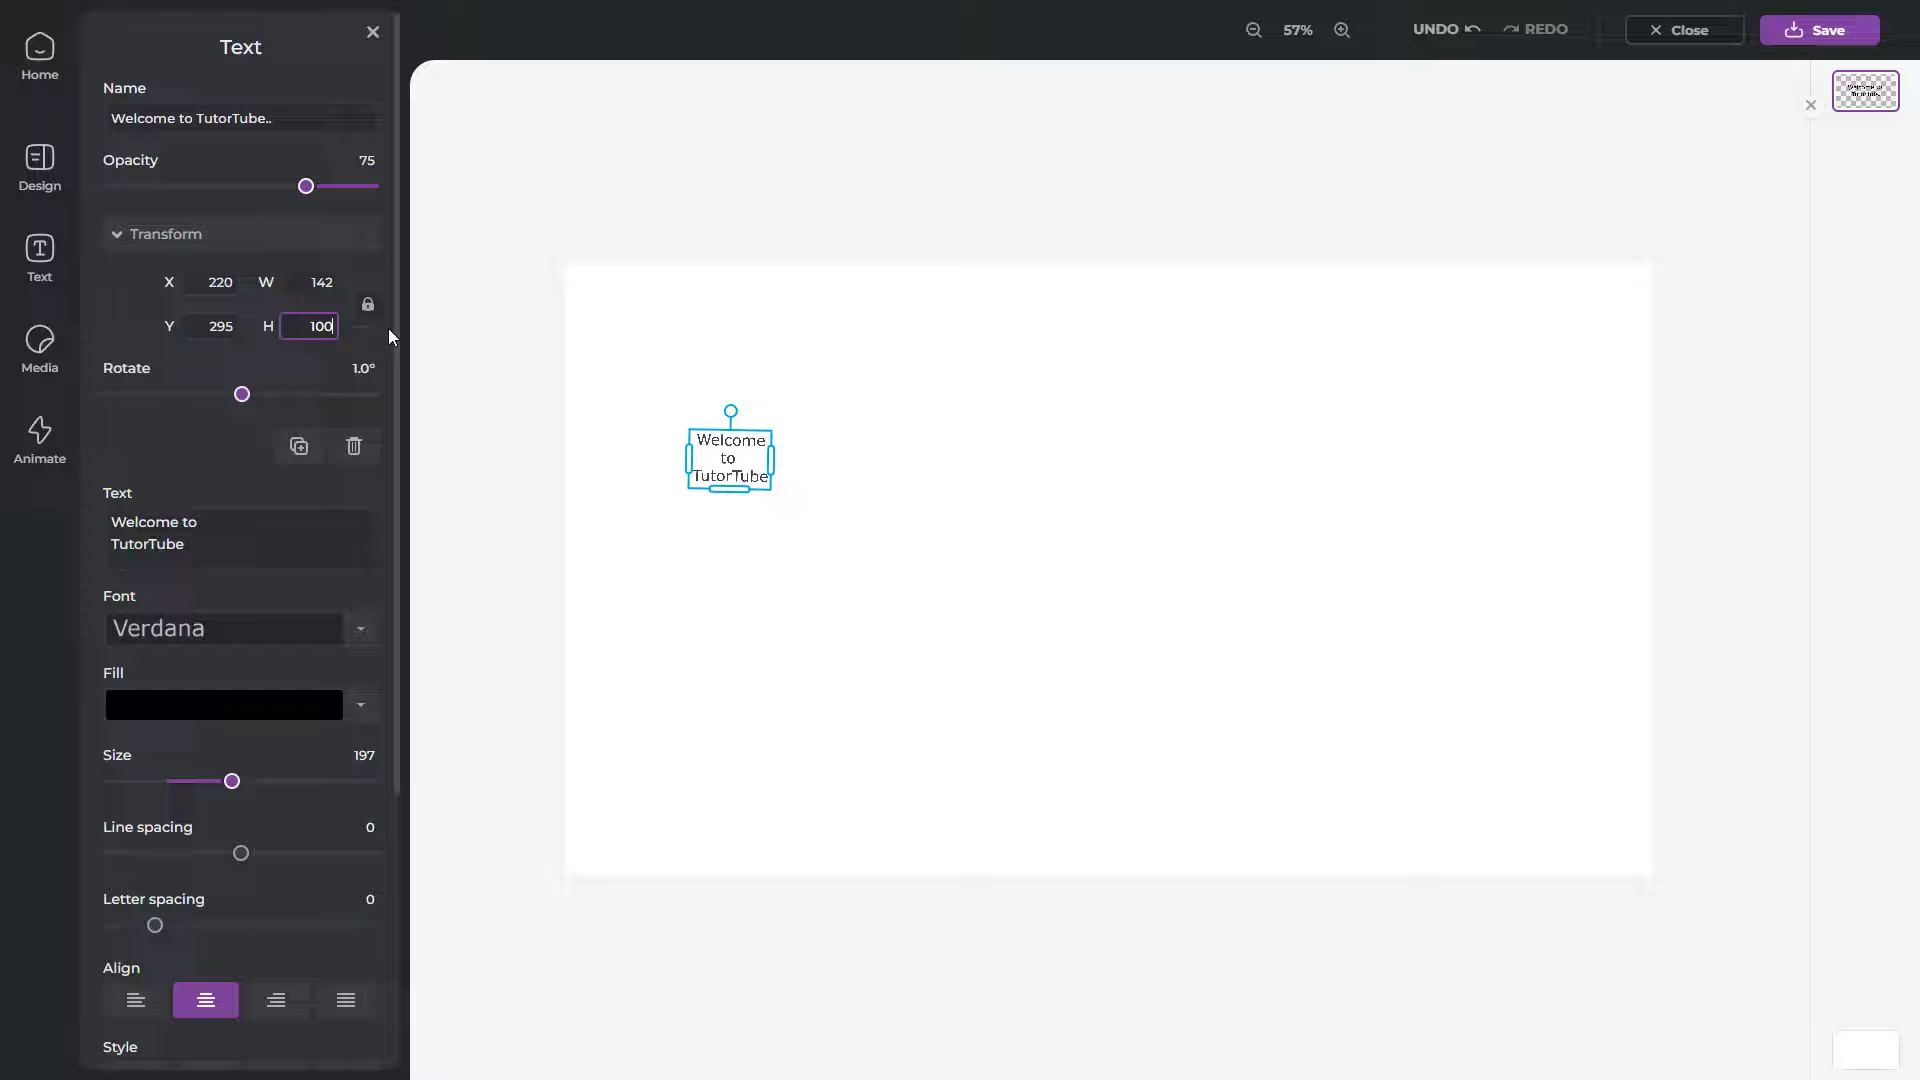 Home
Design
Text
Media
Animate
Text
Name
Welcome to TutorTube..
Opacity 75
Transform
X 220 W 142
Y 295 H 100
Rotate 1.0°
Text
Welcome to
TutorTube
Font
Verdana
Fill
Size 197
Line spacing 0
Letter spacing 0
Align
Style
57%
UNDO REDO
Close
Save
Welcome
to
TutorTube